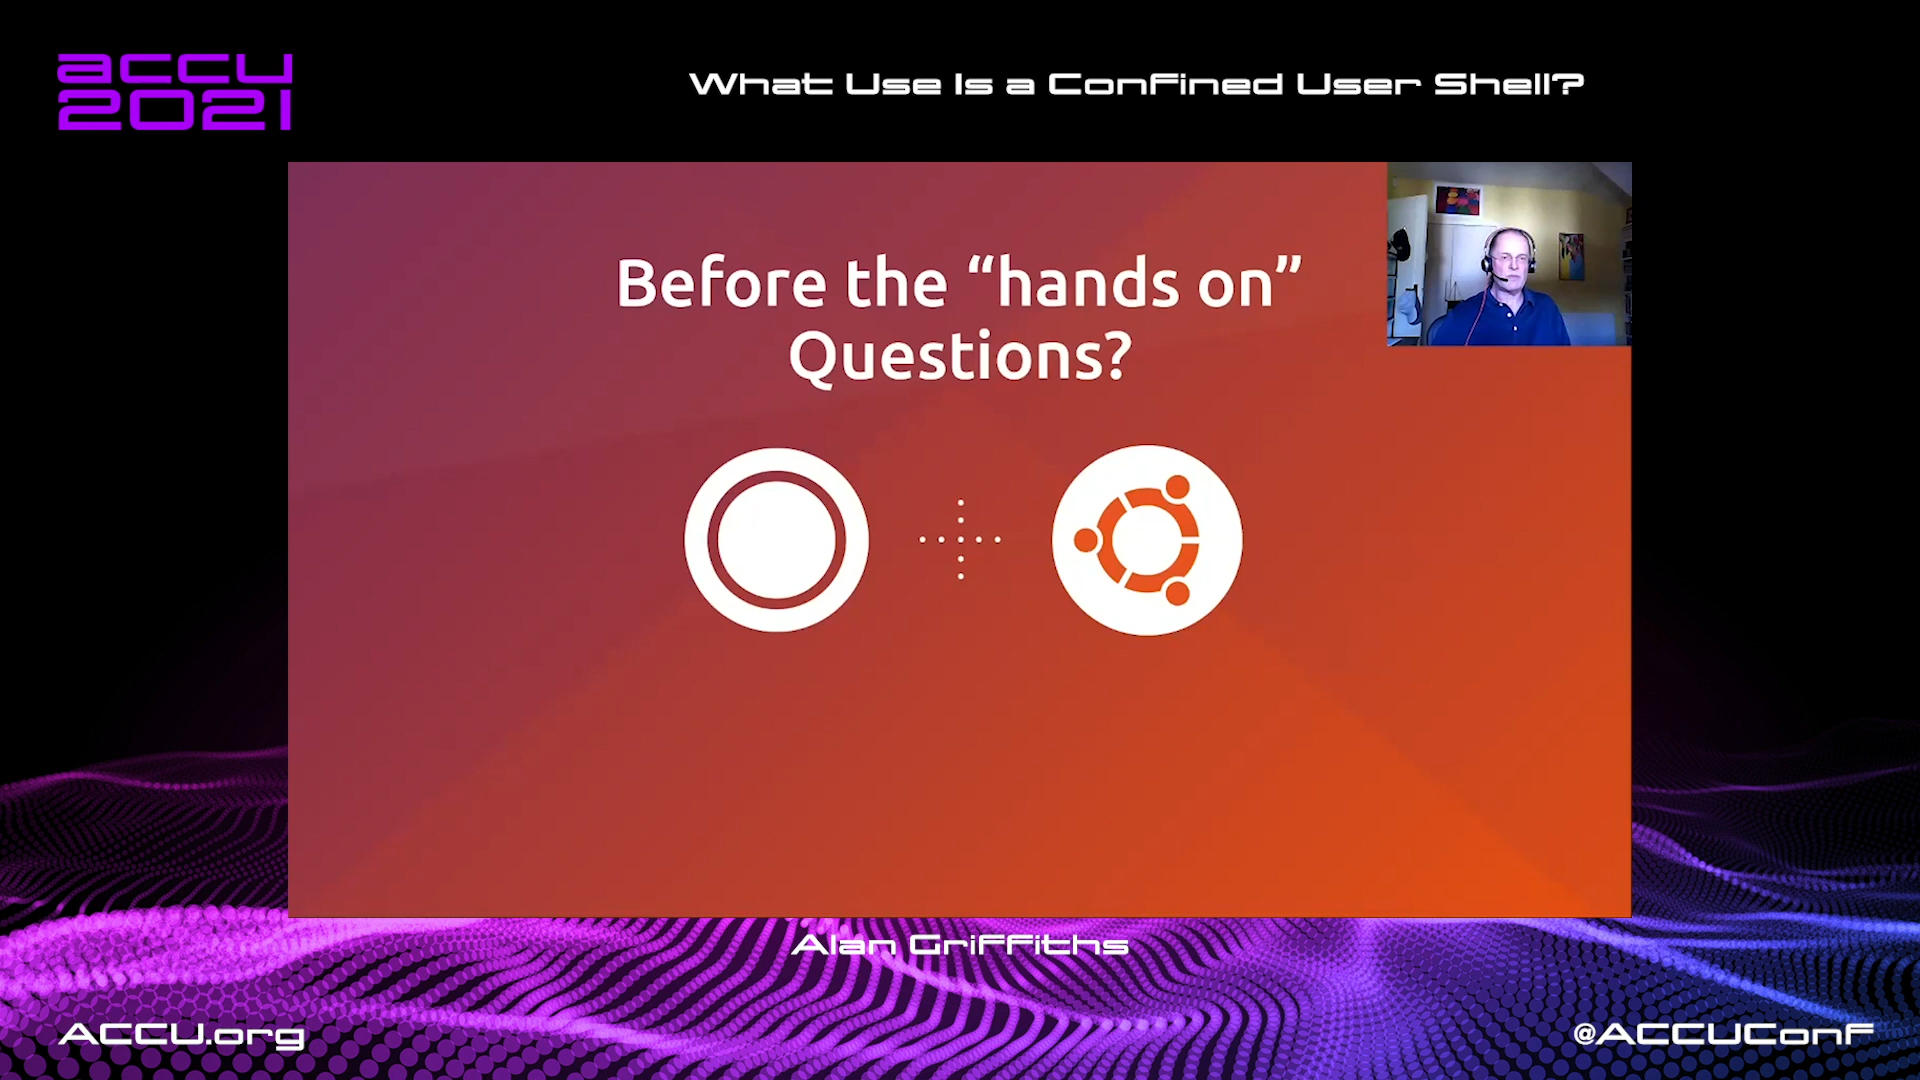 accu
2021
What Use Is a Confined User Shell?
Before the “hands on”
Questions?
Alan Griffiths
ACCU.org
@ACCUConf